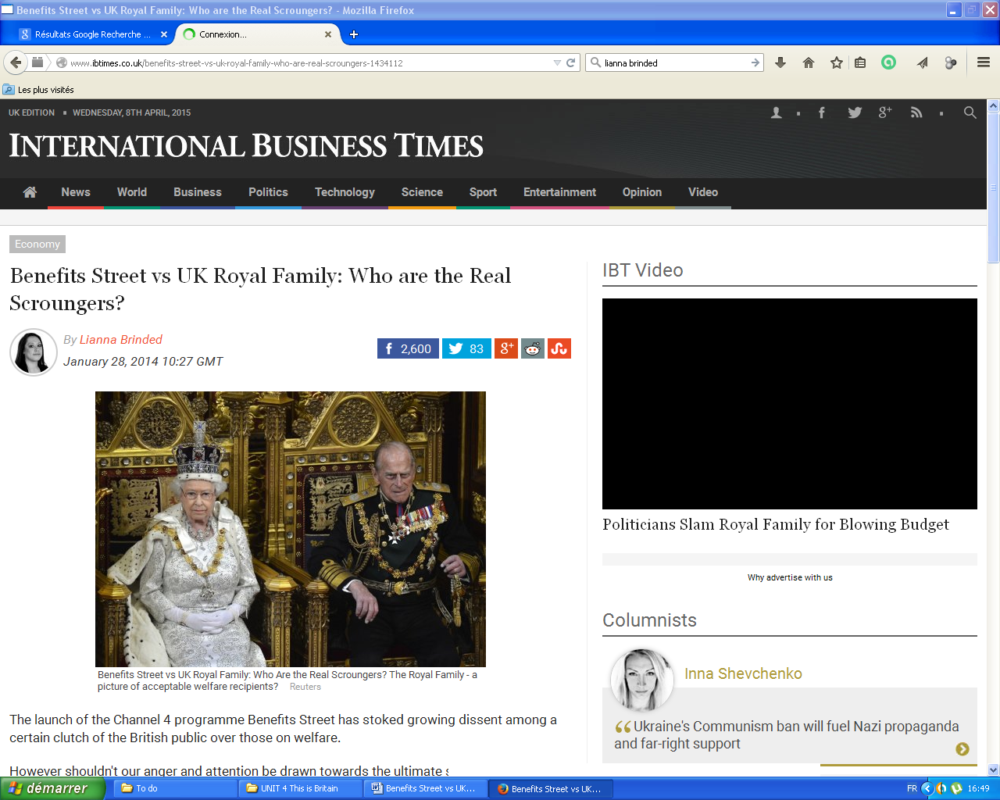 Benefits Street vs UK Royal Family: Who are the Real Scroungers? - Mozilla Firefox
Résultats Google Recherche ...
Connexion...
www.ibtimes.co.uk/benefits-street-vs-uk-royal-family-who-are-real-scroungers-1434112
lianna brinded
Les plus visités
UK EDITION ▪ WEDNESDAY, 8TH APRIL, 2015
INTERNATIONAL BUSINESS TIMES
News World Business Politics Technology Science Sport Entertainment Opinion Video
Economy
Benefits Street vs UK Royal Family: Who are the Real
Scroungers?
By Lianna Brinded
January 28, 2014 10:27 GMT
2,600
83
Benefits Street vs UK Royal Family: Who Are the Real Scroungers? The Royal Family - a
picture of acceptable welfare recipients? Reuters
The launch of the Channel 4 programme Benefits Street has stoked growing dissent among a
certain clutch of the British public over those on welfare.
However shouldn't our anger and attention be drawn towards the ultimate s
IBT Video
Politicians Slam Royal Family for Blowing Budget
Why advertise with us
Columnists
Inna Shevchenko
“Ukraine's Communism ban will fuel Nazi propaganda
and far-right support
démarrer
To do
UNIT 4 This is Britain
Benefits Street vs UK...
Benefits Street vs UK...
FR
16:49